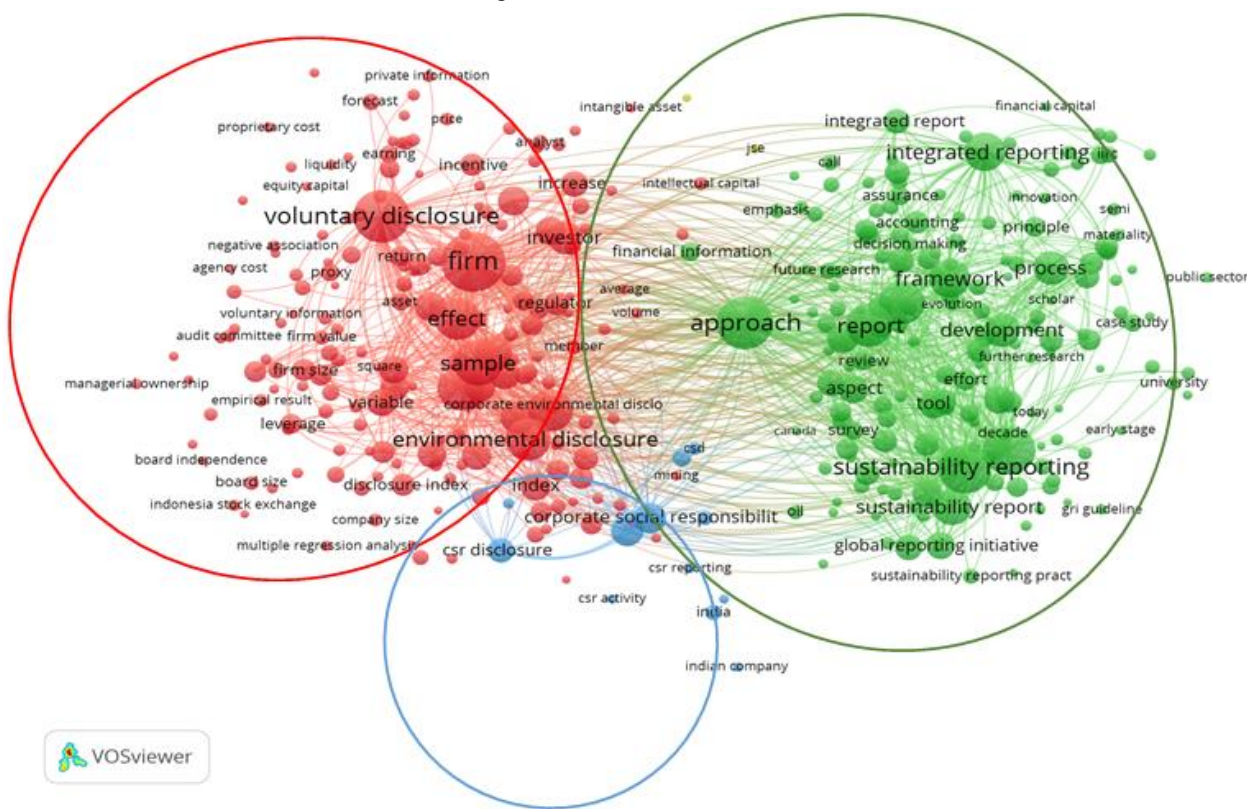 private information
forecast
intangible asset
financial capital
proprietary cost
price
integrated report
analyst
jse
integrated reporting
iirc
liquidity
earning
incentive
call
equity capital
increase
intellectual capital
assurance
innovation
voluntary disclosure
emphasis
accounting
semi
principle
materiality
negative association
return
investor
financial information
decision making
agency cost
proxy
firm
future research
framework
process
public sector
asset
average
evolution
scholar
voluntary information
effect
regulator
volume
approach
report
development
case study
audit committee
firm value
member
review
further research
managerial ownership
firm size
square
sample
aspect
effort
university
empirical result
variable
corporate environmental disclo
tool
today
leverage
canada
survey
decade
early stage
environmental disclosure
csd
board independence
mining
sustainability reporting
board size
disclosure index
index
indonesia stock exchange
company size
corporate social responsibilit
oil
sustainability report
gri guideline
multiple regression analysis
csr disclosure
global reporting initiative
csr reporting
sustainability reporting pract
csr activity
india
indian company
VOSviewer